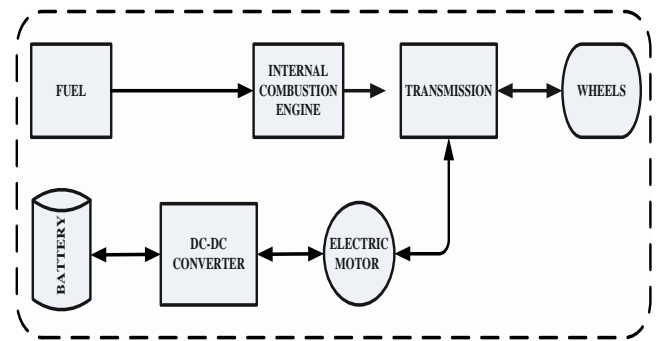 FUEL
INTERNAL
COMBUSTION
ENGINE
TRANSMISSION
WHEELS
BATTERY
DC-DC
CONVERTER
ELECTRIC
MOTOR